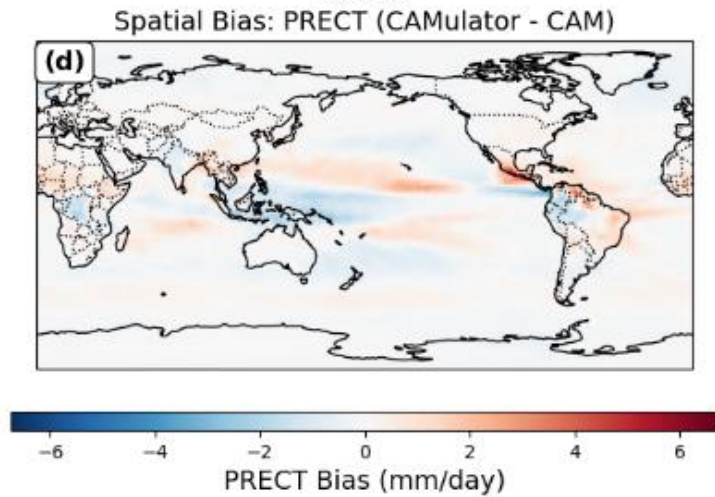 Spatial Bias: PRECT (CAMulator - CAM)
(d)
−6 −4 −2 0 2 4 6
PRECT Bias (mm/day)